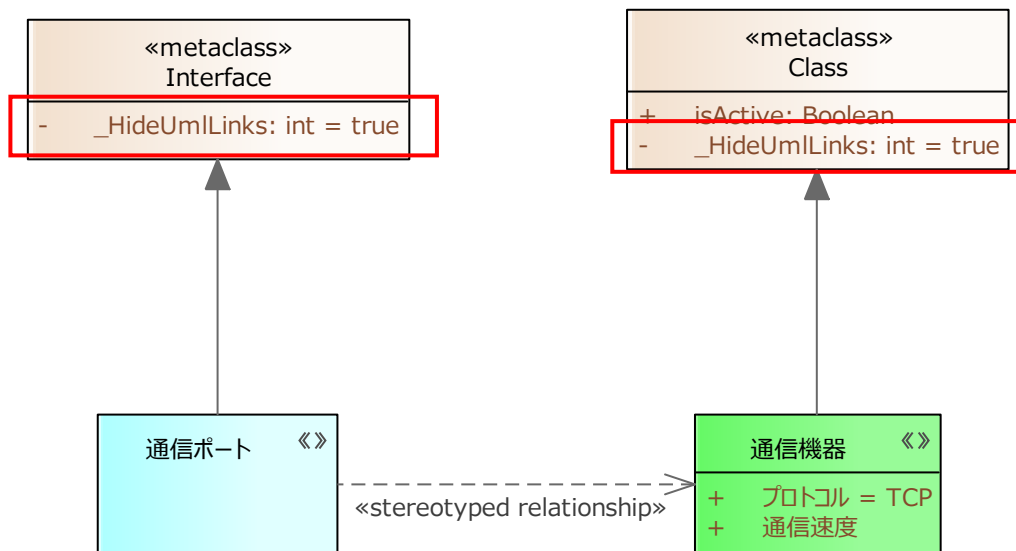 «metaclass»
Interface
- _HideUmlLinks: int = true
«metaclass»
Class
+ isActive: Boolean
- _HideUmlLinks: int = true
通信ポート 《》
«stereotyped relationship»
通信機器 《》
+ プロトコル = TCP
+ 通信速度